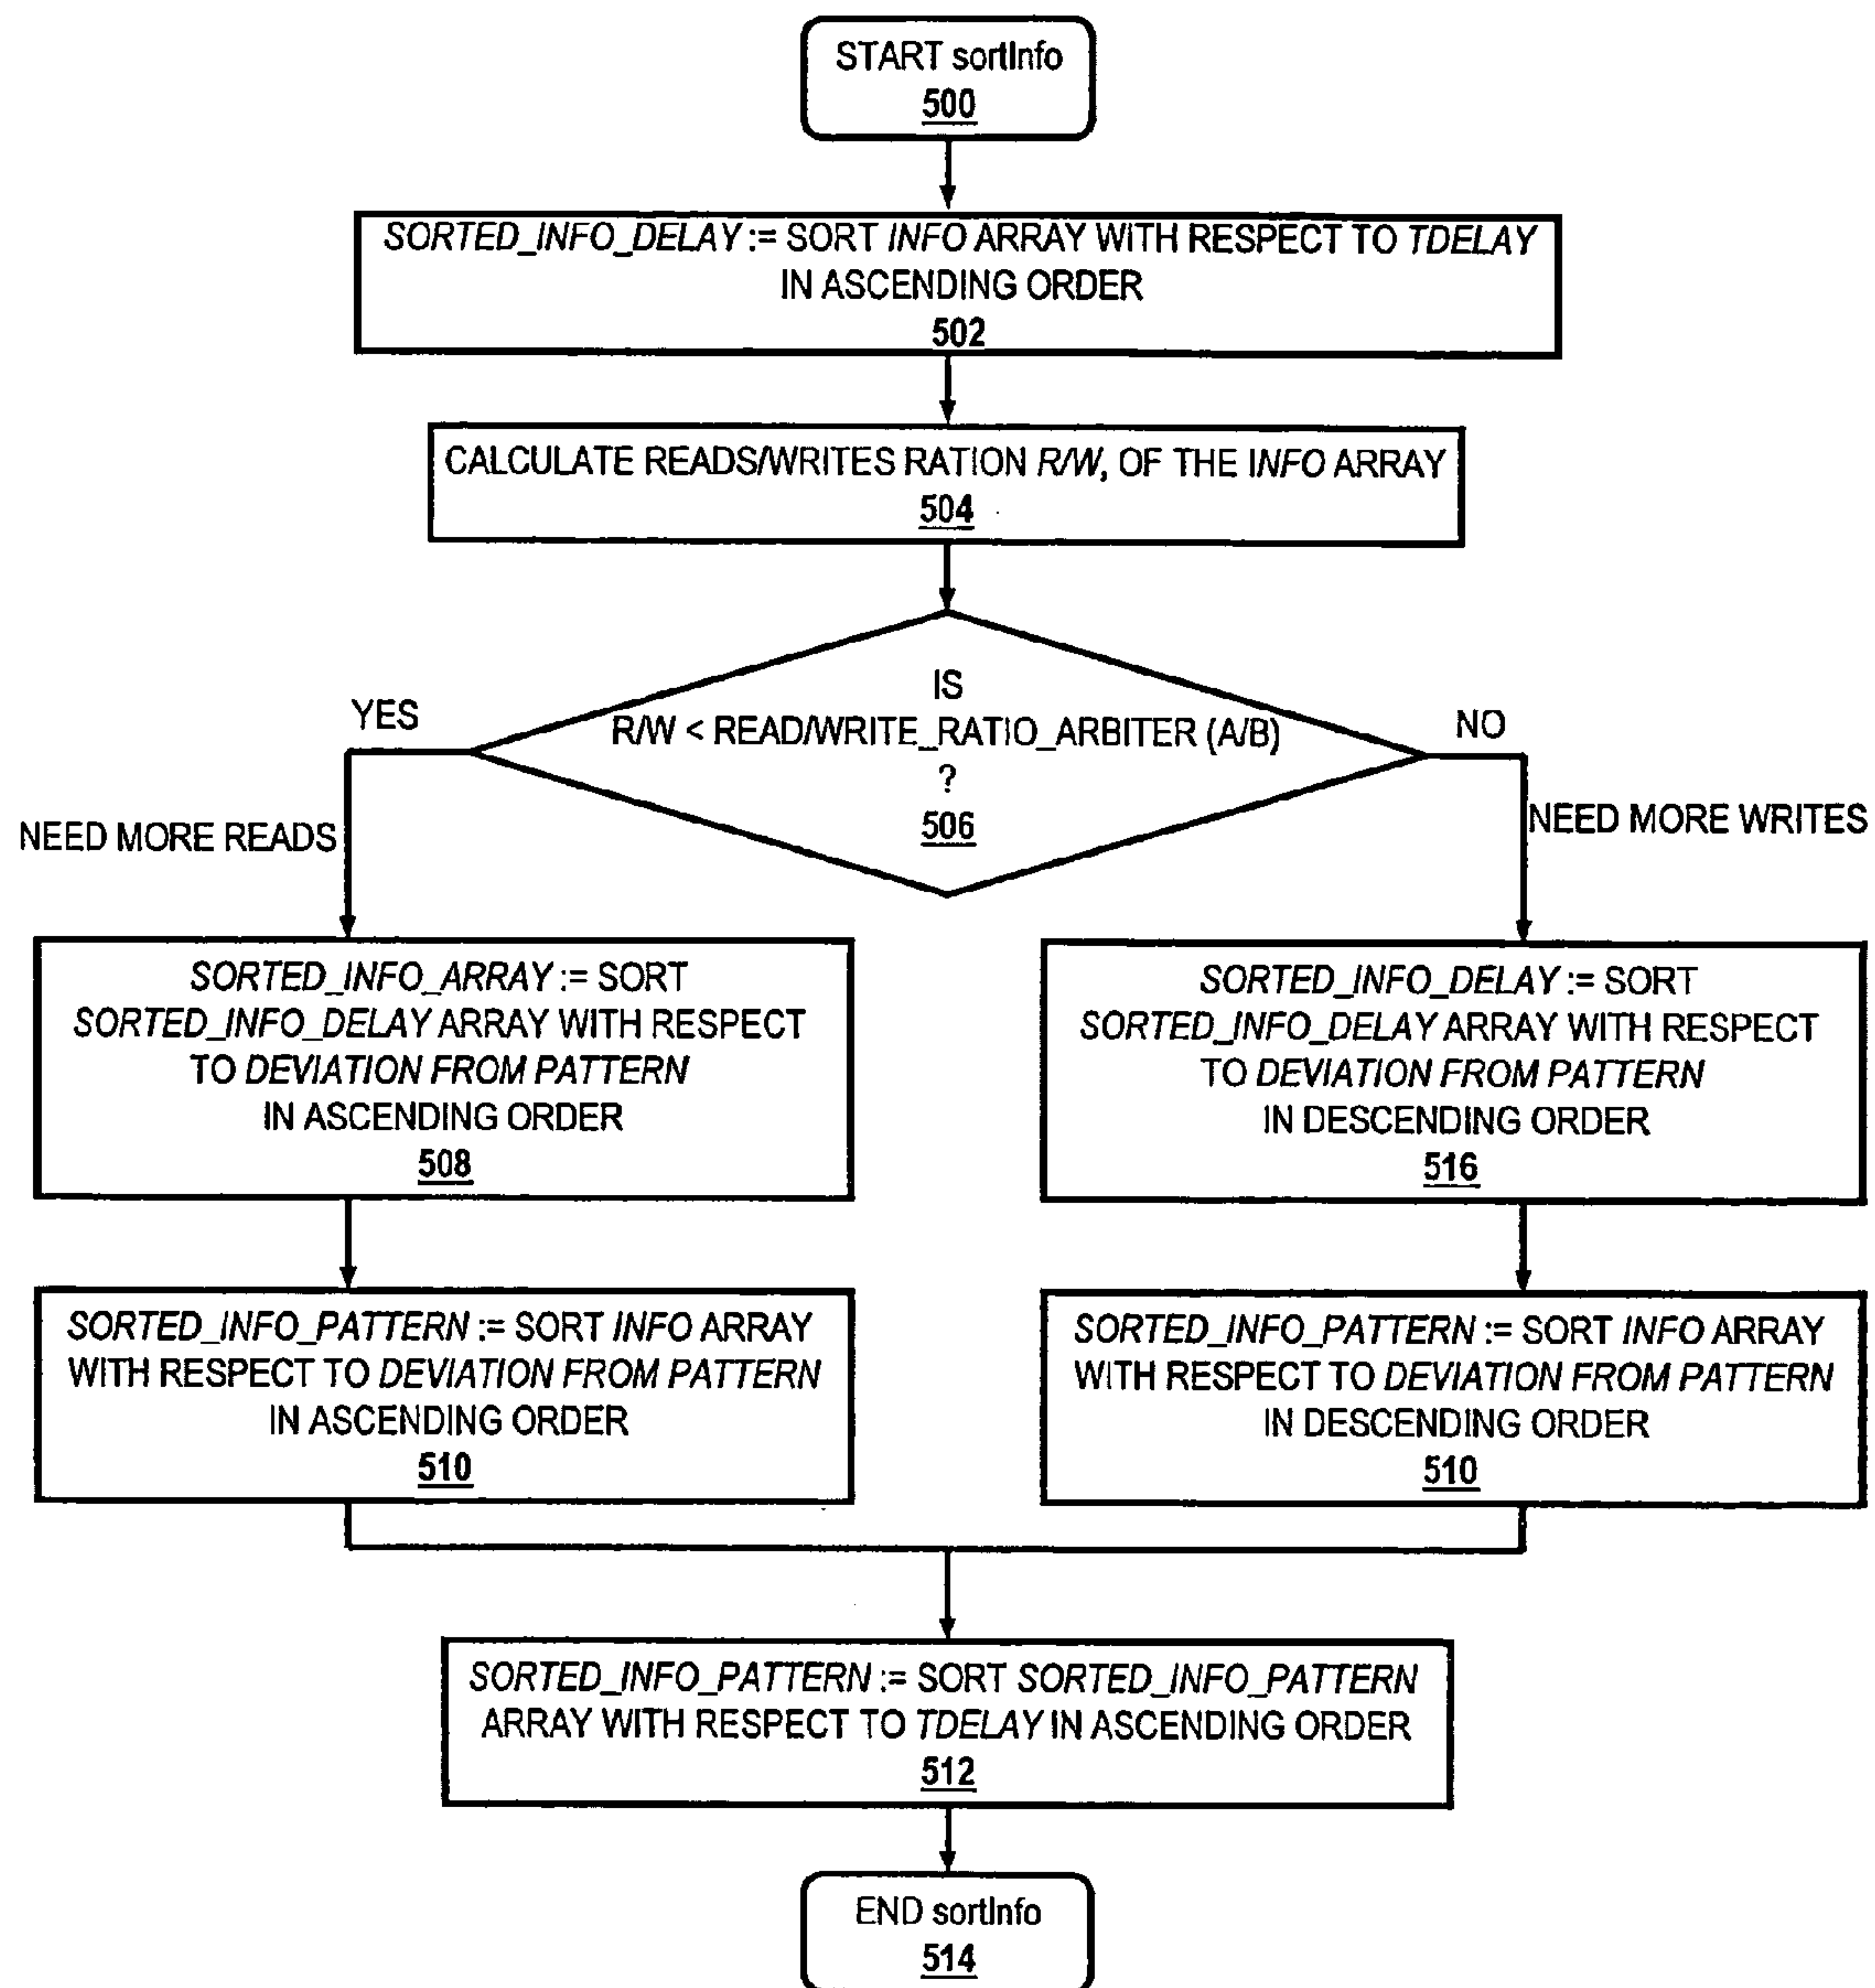 START sortInfo
500
SORTED_INFO_DELAY := SORT INFO ARRAY WITH RESPECT TO TDELAY
IN ASCENDING ORDER
502
CALCULATE READS/WRITES RATION R/W, OF THE INFO ARRAY
504
IS
R/W < READ/WRITE_RATIO_ARBITER (A/B)
?
506
YES
NO
NEED MORE READS
NEED MORE WRITES
SORTED_INFO_ARRAY := SORT
SORTED_INFO_DELAY ARRAY WITH RESPECT
TO DEVIATION FROM PATTERN
IN ASCENDING ORDER
508
SORTED_INFO_DELAY := SORT
SORTED_INFO_DELAY ARRAY WITH RESPECT
TO DEVIATION FROM PATTERN
IN DESCENDING ORDER
516
SORTED_INFO_PATTERN := SORT INFO ARRAY
WITH RESPECT TO DEVIATION FROM PATTERN
IN ASCENDING ORDER
510
SORTED_INFO_PATTERN := SORT INFO ARRAY
WITH RESPECT TO DEVIATION FROM PATTERN
IN DESCENDING ORDER
510
SORTED_INFO_PATTERN := SORT SORTED_INFO_PATTERN
ARRAY WITH RESPECT TO TDELAY IN ASCENDING ORDER
512
END sortInfo
514